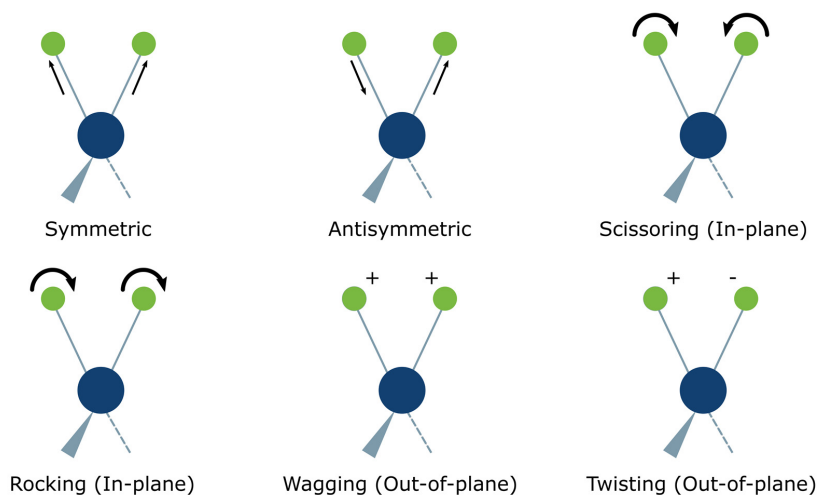 Symmetric
Antisymmetric
Scissoring (In-plane)
+ +
+ -
Rocking (In-plane)
Wagging (Out-of-plane)
Twisting (Out-of-plane)